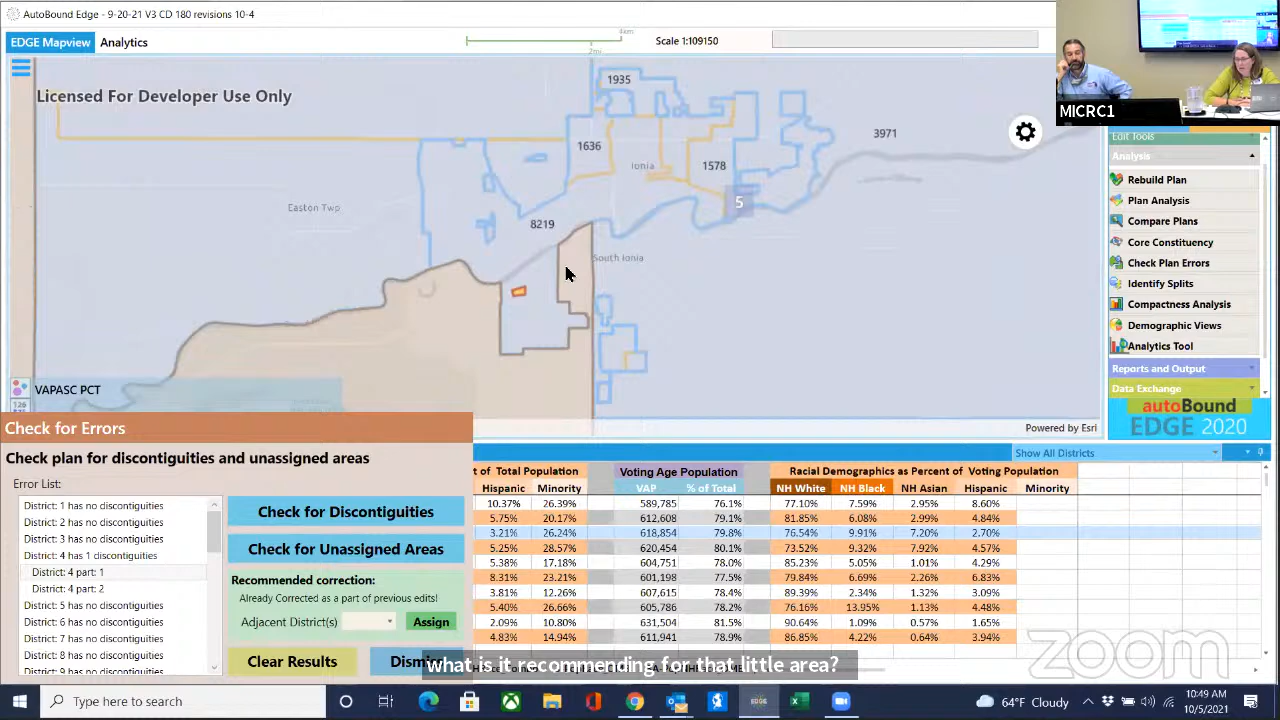 AutoBound Edge - 9-20-21 V3 CD 180 revisions 10-4
EDGE Mapview Analytics
4km
2mi
Scale 1:109150
Licensed For Developer Use Only
1935
3971
1636
Ionia
1578
Easton Twp
5
8219
South Ionia
VAPASC PCT
Powered by Esri
MICRC1
Edit Tools
Analysis
Rebuild Plan
Plan Analysis
Compare Plans
Core Constituency
Check Plan Errors
Identify Splits
Compactness Analysis
Demographic Views
Analytics Tool
Reports and Output
Data Exchange
autoBound
EDGE 2020
Check for Errors
Check plan for discontiguities and unassigned areas
Error List:
District: 1 has no discontiguities
District: 2 has no discontiguities
District: 3 has no discontiguities
District: 4 has 1 discontiguities
District: 4 part: 1
District: 4 part: 2
District: 5 has no discontiguities
District: 6 has no discontiguities
District: 7 has no discontiguities
District: 8 has no discontiguities
District: 9 has no discontiguities
Check for Discontiguities
Check for Unassigned Areas
Recommended correction:
Already Corrected as a part of previous edits!
Adjacent District(s)
Assign
Clear Results
Show All Districts
t of Total Population Voting Age Population Racial Demographics as Percent of Voting Population
Hispanic Minority VAP % of Total NH White NH Black NH Asian Hispanic Minority
10.37% 26.39% 589,785 76.1% 77.10% 7.59% 2.95% 8.60%
5.75% 20.17% 612,608 79.1% 81.85% 6.08% 2.99% 4.84%
3.21% 26.24% 618,854 79.8% 76.54% 9.91% 7.20% 2.70%
5.25% 28.57% 620,454 80.1% 73.52% 9.32% 7.92% 4.57%
5.38% 17.18% 604,751 78.0% 85.23% 5.05% 1.01% 4.29%
8.31% 23.21% 601,198 77.5% 79.84% 6.69% 2.26% 6.83%
3.81% 12.26% 607,615 78.4% 89.39% 2.34% 1.32% 3.09%
5.40% 26.66% 605,786 78.2% 76.16% 13.95% 1.13% 4.48%
2.09% 10.80% 631,504 81.5% 90.64% 1.09% 0.57% 1.65%
4.83% 14.94% 611,941 78.9% 86.85% 4.22% 0.64% 3.94%
what is it recommending for that little area?
zoom
Type here to search
EDGE
64°F Cloudy
10:49 AM
10/5/2021